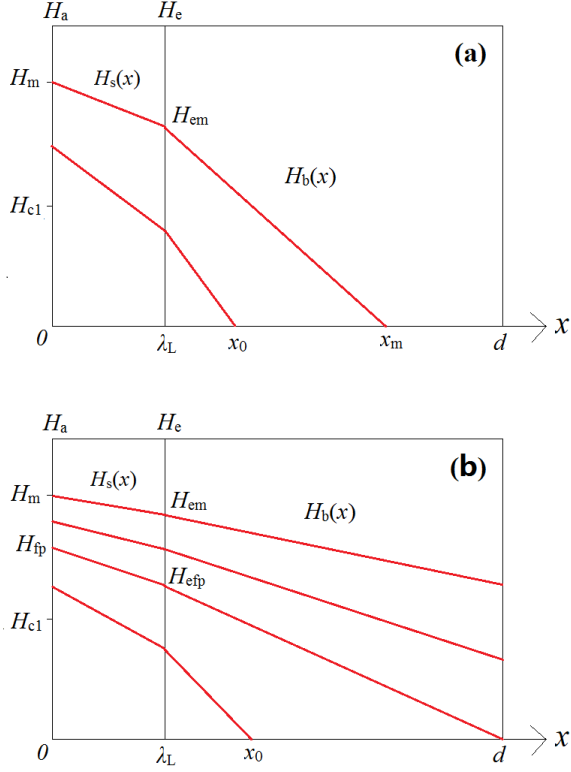 Ha He
(a)
Hm Hs(x)
Hem
Hb(x)
Hc1
0 λL x0 xm d x
Ha He
(b)
Hs(x)
Hm Hem
Hb(x)
Hfp
Hefp
Hc1
0 λL x0 d x